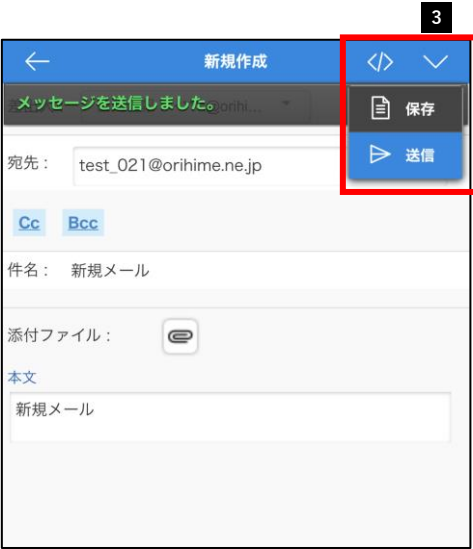 3
新規作成
</>
メッセージを送信しました。
保存
送信
宛先：
test_021@orihime.ne.jp
Cc Bcc
件名： 新規メール
添付ファイル：
本文
新規メール